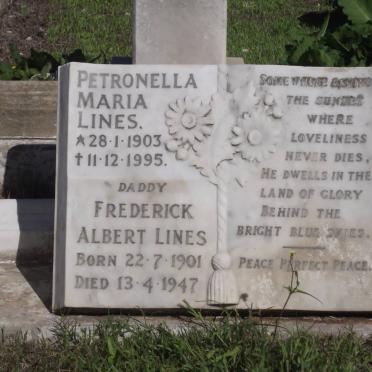 PETRONELLA
MARIA
LINES.
✶ 28·1·1903.
†11·12·1995.
DADDY
FREDERICK
ALBERT LINES
BORN 22·7·1901
DIED 13·4·1947
SOMEWHERE BEYOND
THE SUNSET
WHERE
LOVELINESS
NEVER DIES,
HE DWELLS IN THE
LAND OF GLORY
BEHIND THE
BRIGHT BLUE SKIES.
PEACE PERFECT PEACE.